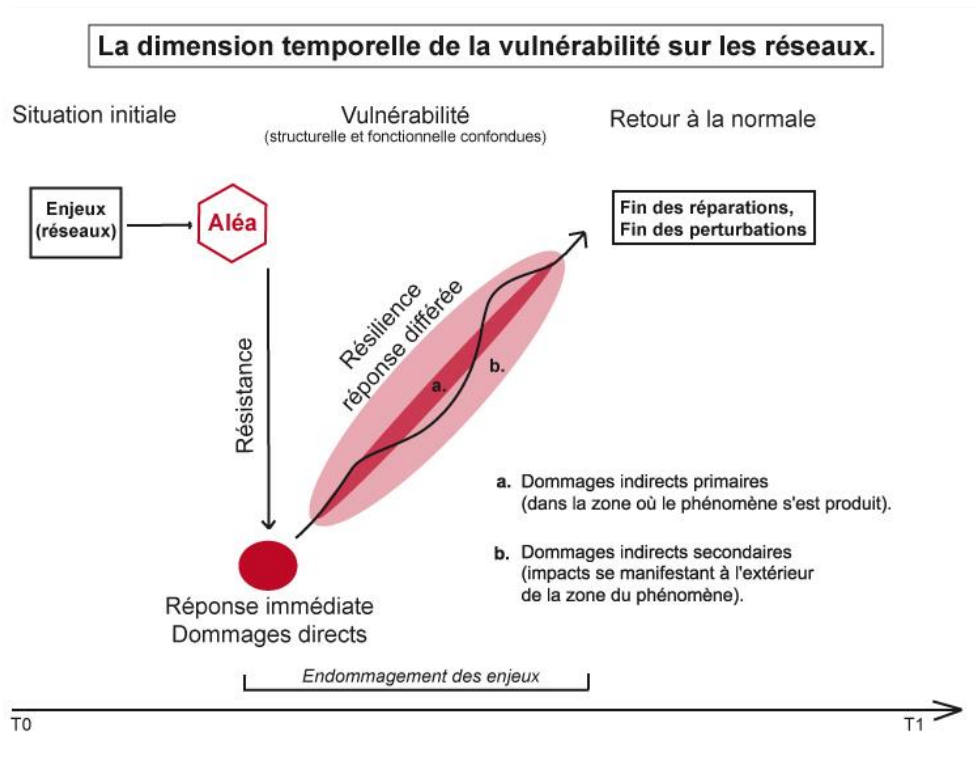 La dimension temporelle de la vulnérabilité sur les réseaux.
Situation initiale
Vulnérabilité
(structurelle et fonctionnelle confondues)
Retour à la normale
Enjeux
(réseaux)
Aléa
Fin des réparations,
Fin des perturbations
Résistance
Résilience
réponse différée
a.
b.
a. Dommages indirects primaires
(dans la zone où le phénomène s'est produit).
b. Dommages indirects secondaires
(impacts se manifestant à l'extérieur
de la zone du phénomène).
Réponse immédiate
Dommages directs
Endommagement des enjeux
T0
T1